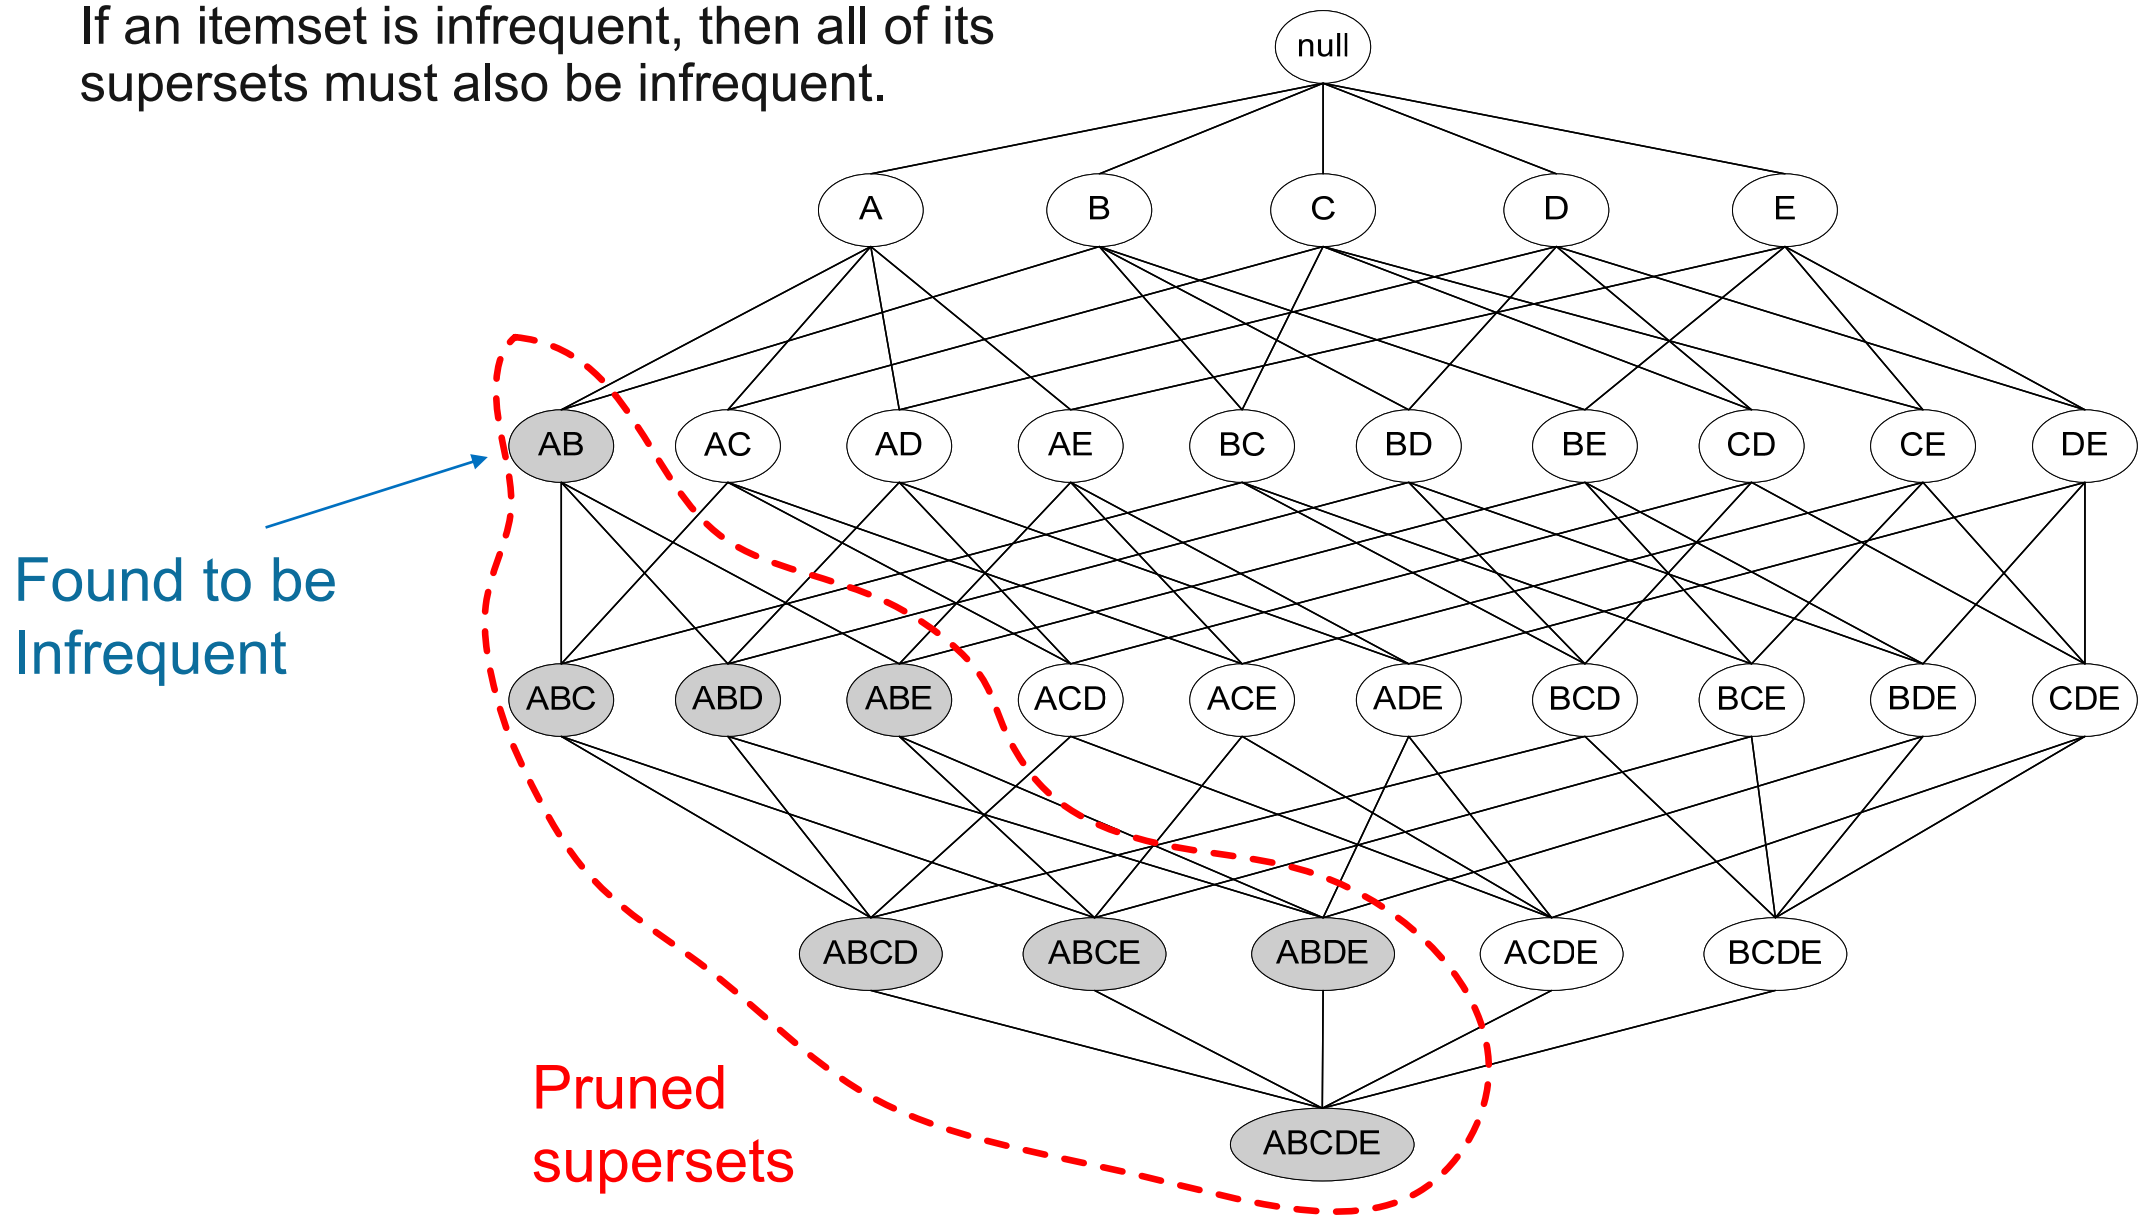 If an itemset is infrequent, then all of its
supersets must also be infrequent.
null
A B C D E
AB AC AD AE BC BD BE CD CE DE
Found to be
Infrequent
ABC ABD ABE ACD ACE ADE BCD BCE BDE CDE
ABCD ABCE ABDE ACDE BCDE
Pruned
supersets
ABCDE